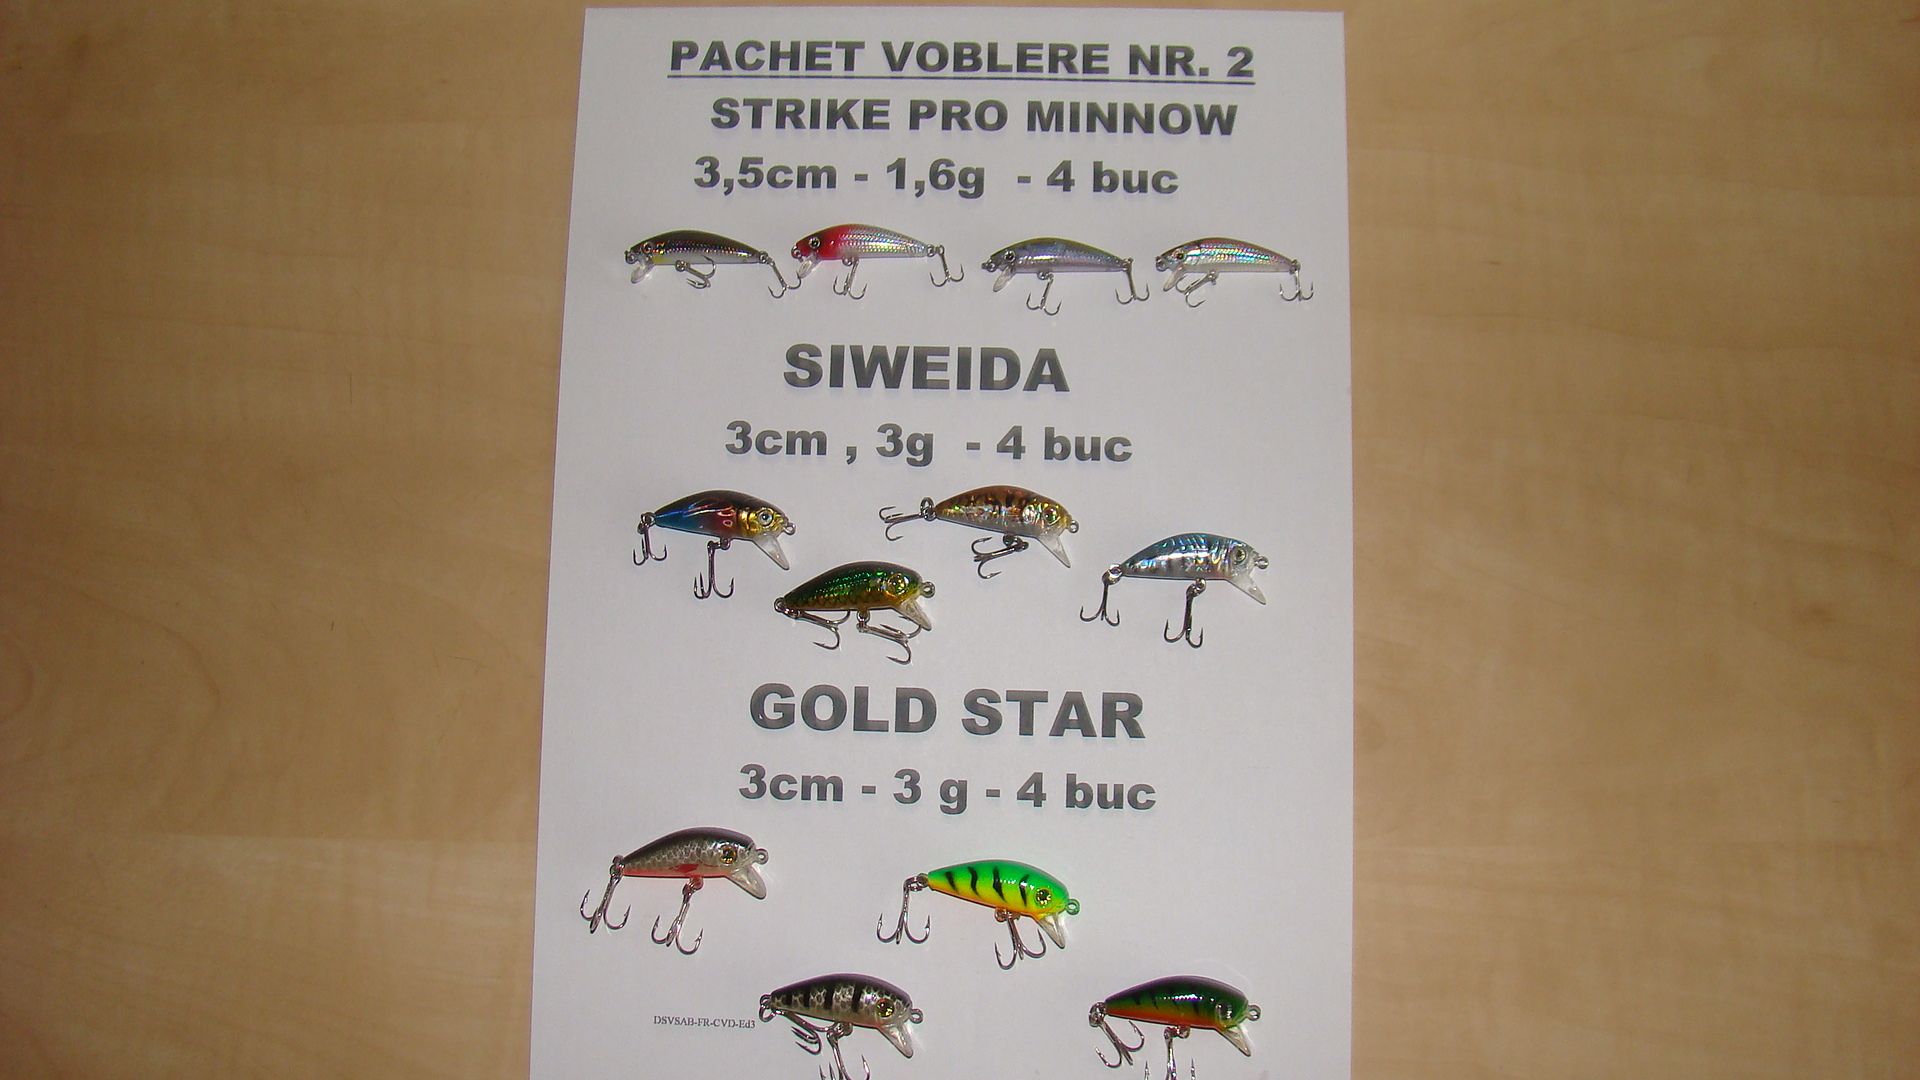 PACHET VOBLERE NR. 2
STRIKE PRO MINNOW
3,5cm - 1,6g - 4 buc
SIWEIDA
3cm , 3g - 4 buc
GOLD STAR
3cm - 3 g - 4 buc
DSVSAB-FR-CVD-Ed3